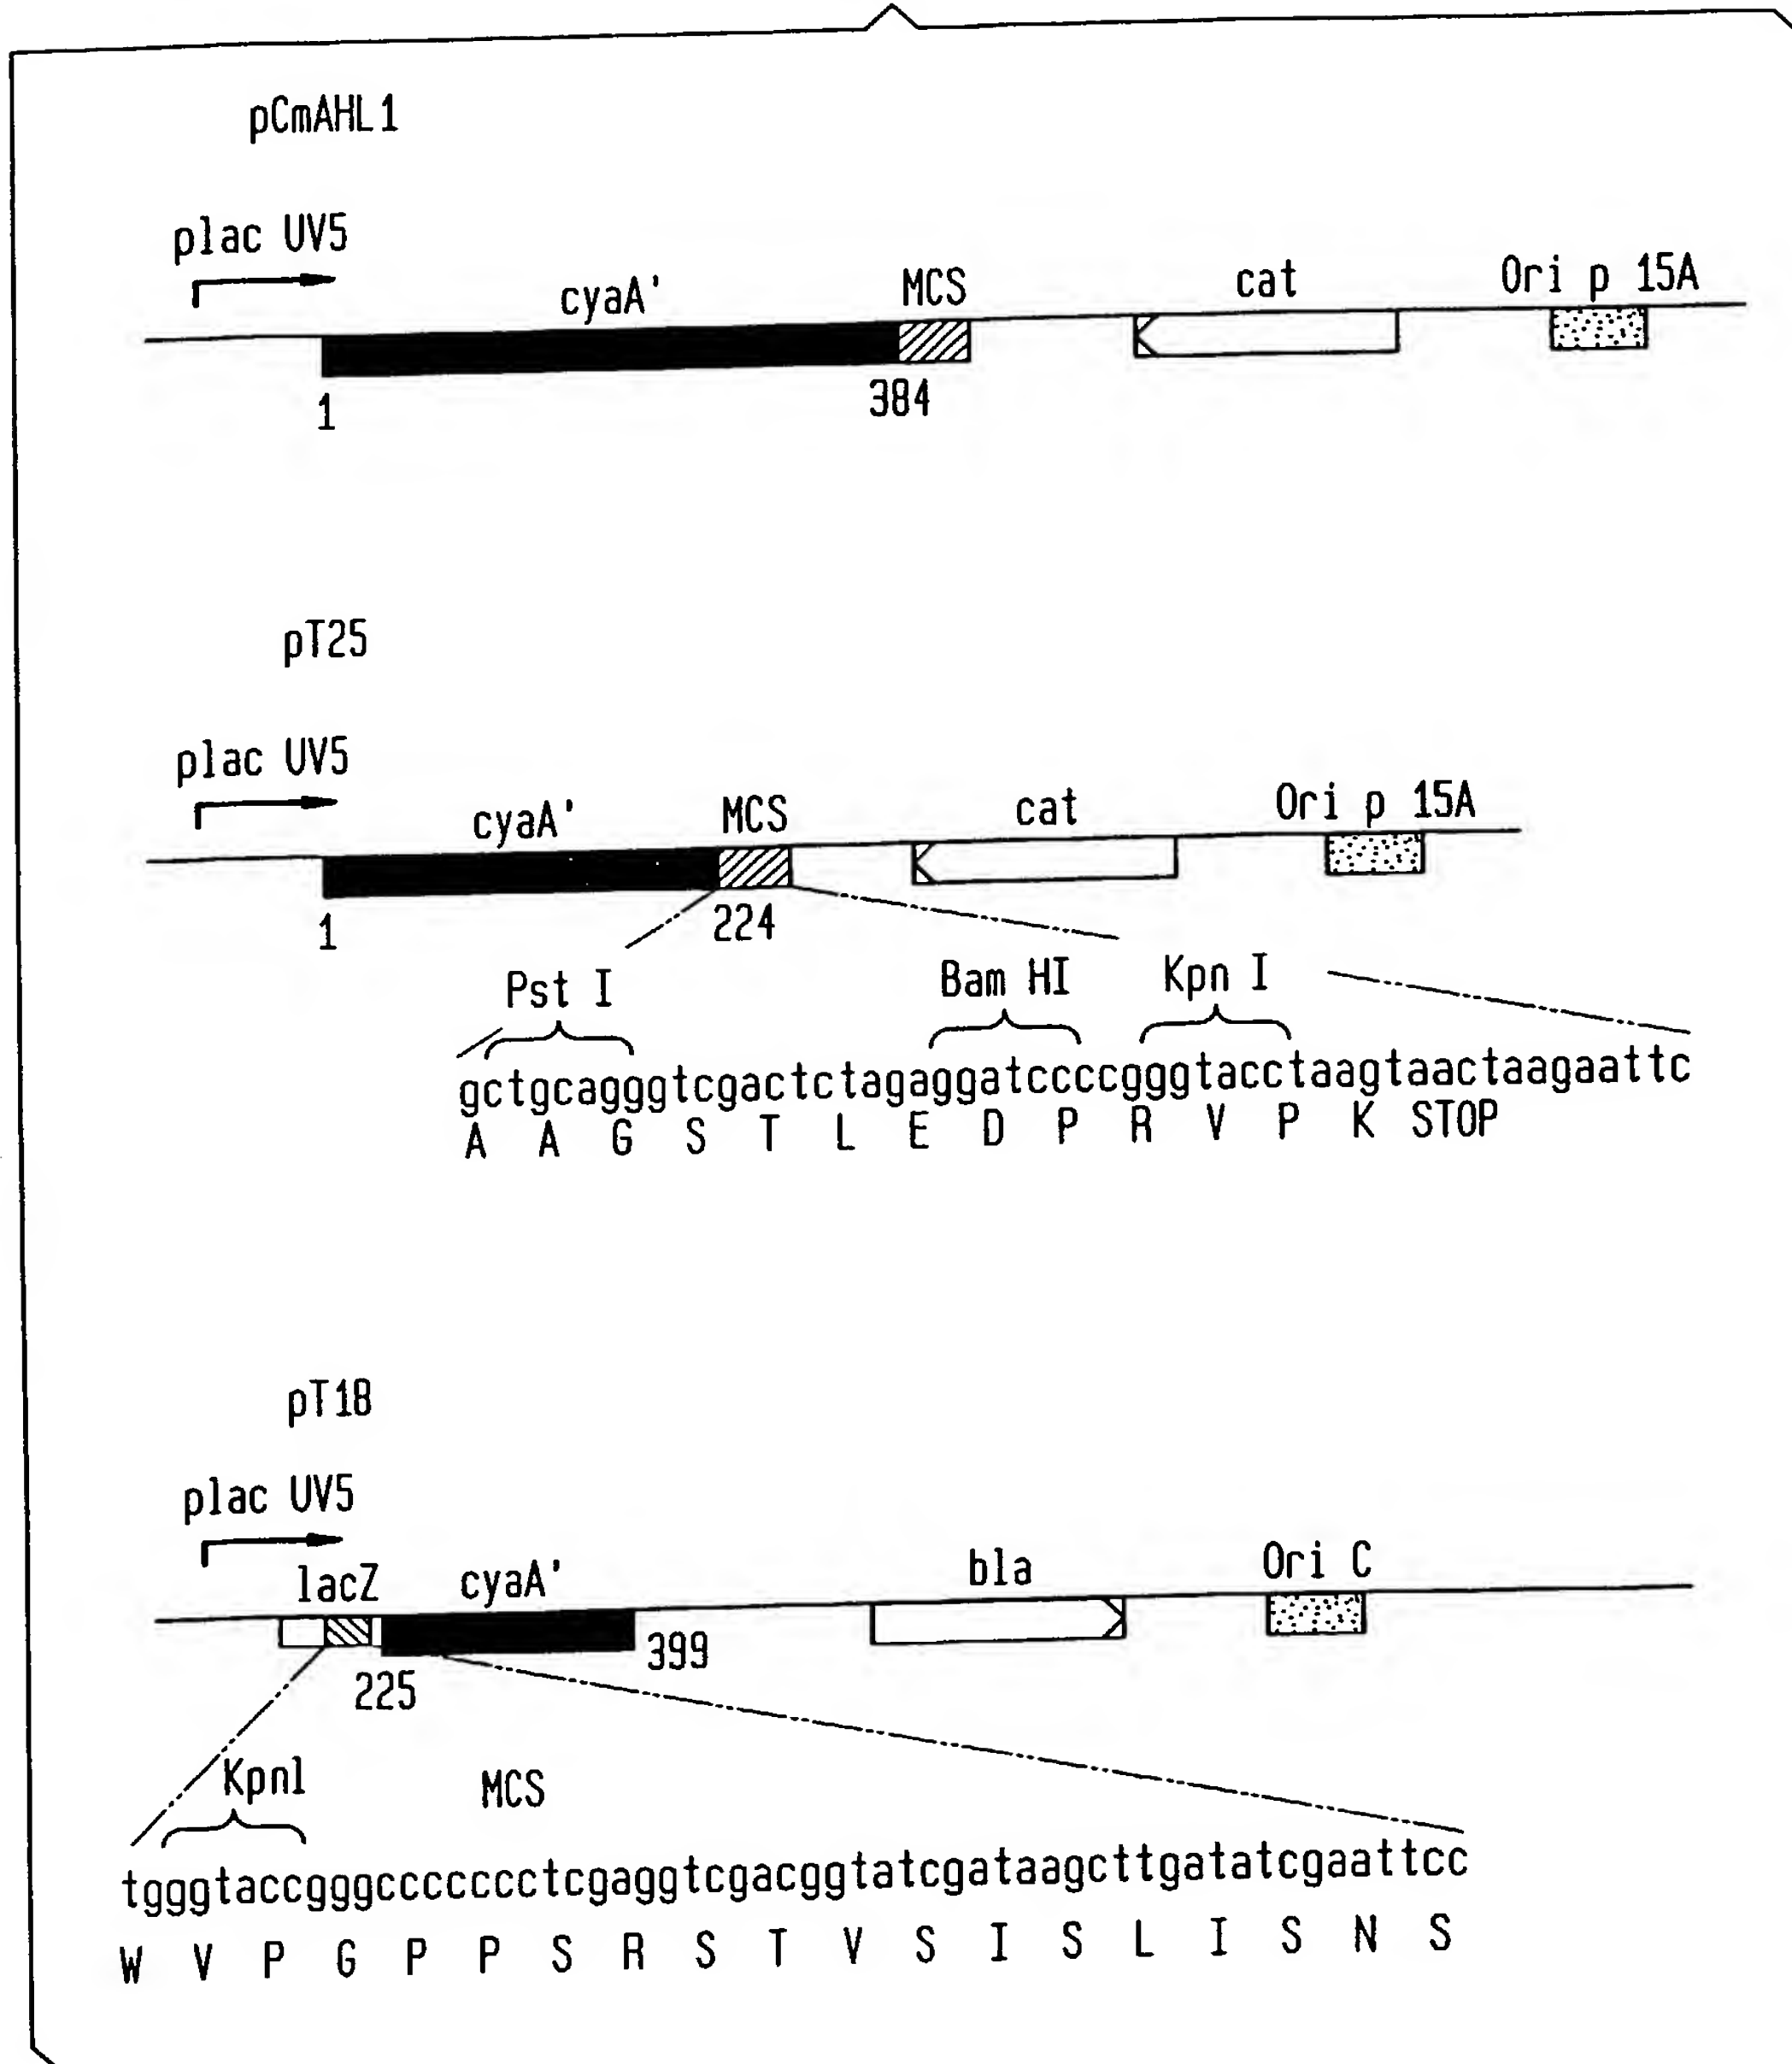 pCmAHL1
plac UV5
cyaA' MCS cat Ori p 15A
1 384
pT25
plac UV5
cyaA' MCS cat Ori p 15A
1 224
Pst I Bam HI Kpn I
gctgcagggtcgactctagaggatccccgggtacctaagtaactaagaattc
A A G S T L E D P R V P K STOP
pT18
plac UV5
lacZ cyaA' bla Ori C
225 399
Kpnl MCS
tgggtaccgggccccccctcgaggtcgacggtatcgataagcttgatatcgaattcc
W V P G P P S R S T V S I S L I S N S